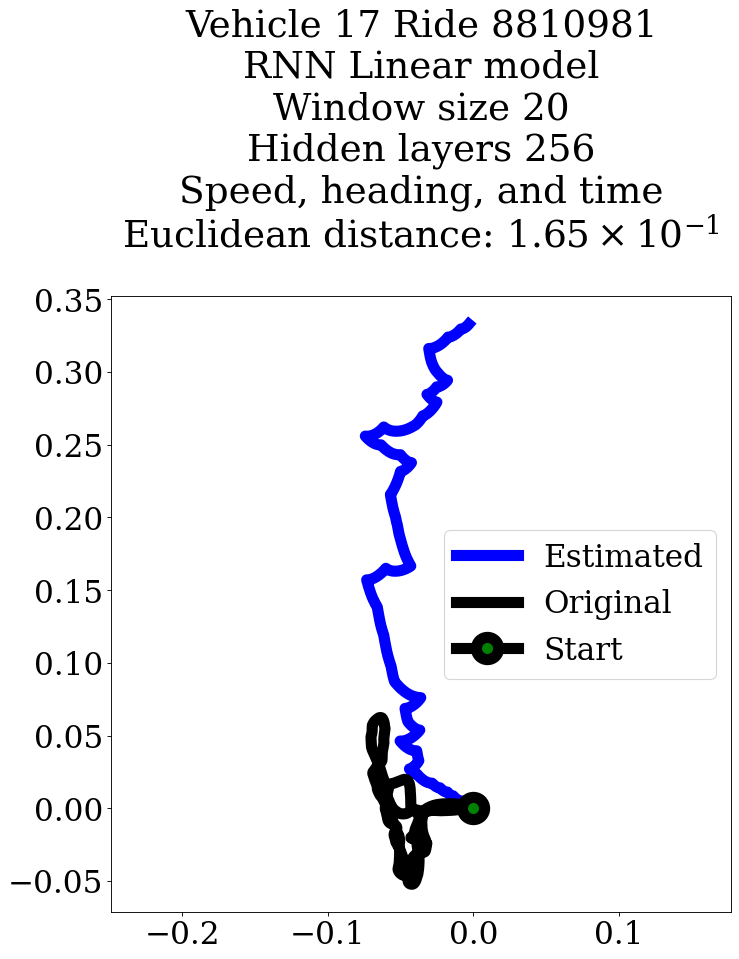 Vehicle 17 Ride 8810981
RNN Linear model
Window size 20
Hidden layers 256
Speed, heading, and time
Euclidean distance: 1.65 × 10⁻¹
0.35
0.30
0.25
0.20
0.15
0.10
0.05
0.00
−0.05
Estimated
Original
Start
−0.2 −0.1 0.0 0.1